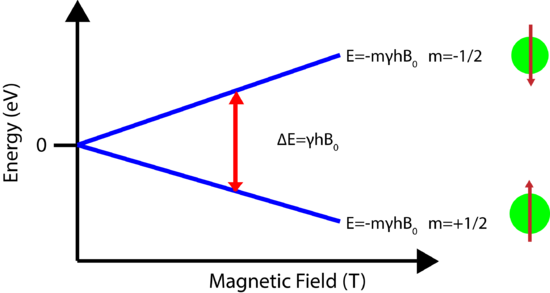 Energy (eV)
0
E=-mγhB₀ m=-1/2
ΔE=γhB₀
E=-mγhB₀ m=+1/2
Magnetic Field (T)